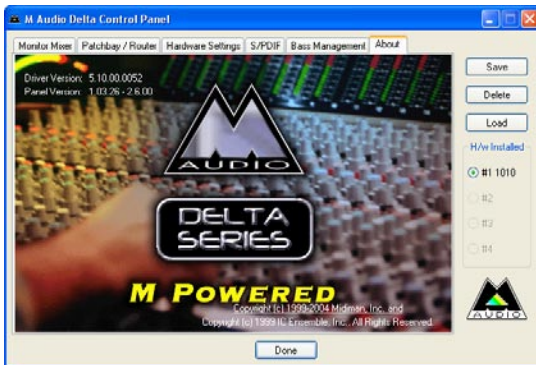 M Audio Delta Control Panel
Monitor Mixer
Patchbay / Router
Hardware Settings
S/PDIF
Bass Management
About
Driver Version: 5.10.00.0052
Panel Version: 1.03.26 - 2.6.00
M
AUDIO
DELTA
SERIES
M POWERED
Copyright (c) 1999-2004 Midiman, Inc. and
Copyright (c) 1999 IC Ensemble, Inc., All Rights Reserved.
Save
Delete
Load
H/w Installed
#1 1010
#2
#3
#4
M
AUDIO
Done